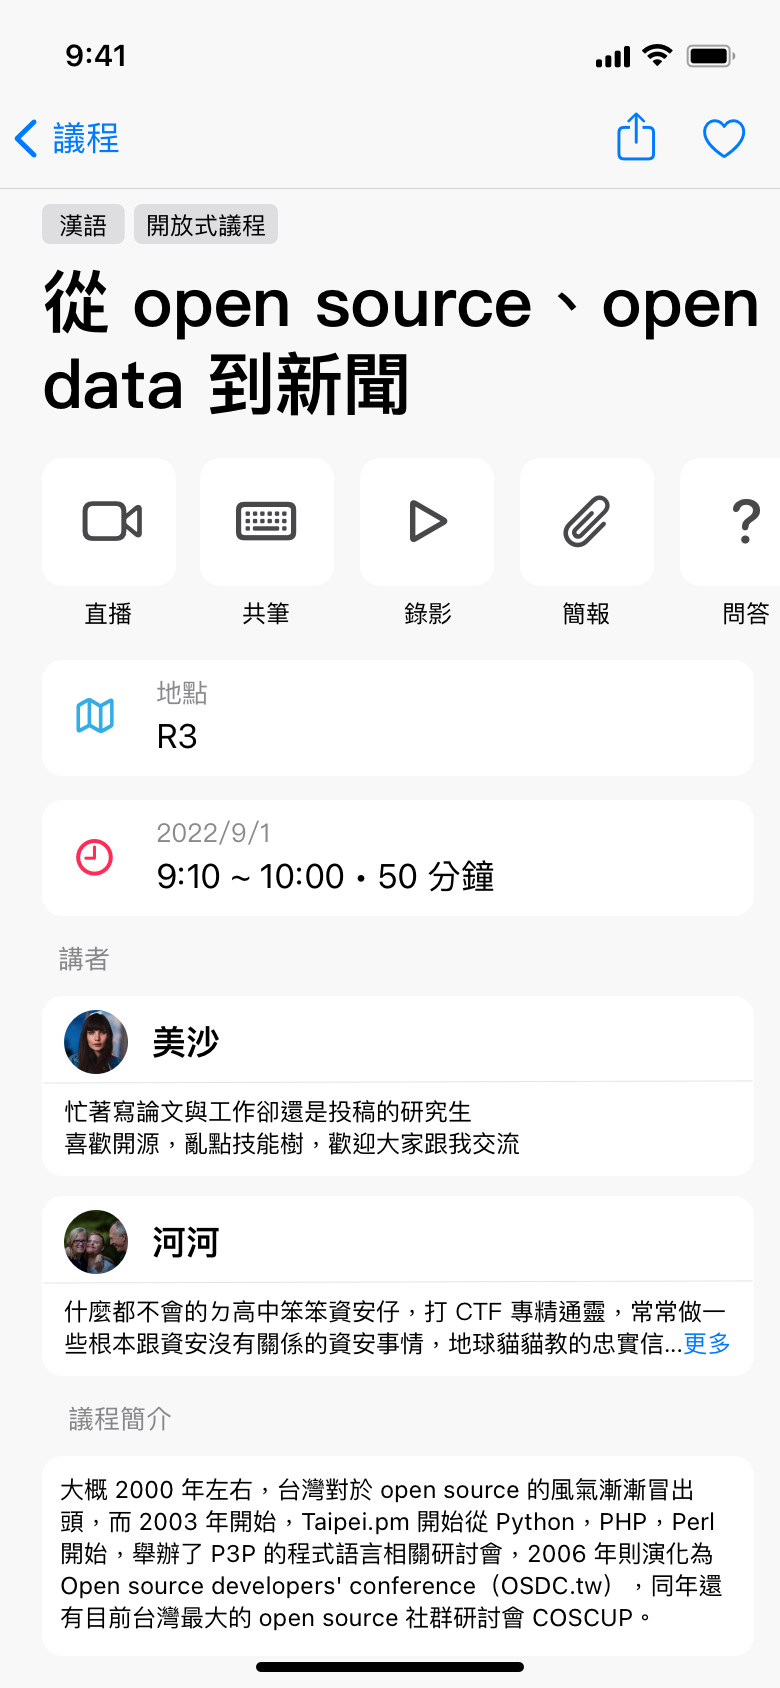 9:41
議程
漢語 開放式議程
從 open source、open
data 到新聞
直播 共筆 錄影 簡報 問答
地點
R3
2022/9/1
9:10 ~ 10:00 • 50 分鐘
講者
美沙
忙著寫論文與工作卻還是投稿的研究生
喜歡開源，亂點技能樹，歡迎大家跟我交流
河河
什麼都不會的ㄉ高中笨笨資安仔，打 CTF 專精通靈，常常做一
些根本跟資安沒有關係的資安事情，地球貓貓教的忠實信...更多
議程簡介
大概 2000 年左右，台灣對於 open source 的風氣漸漸冒出
頭，而 2003 年開始，Taipei.pm 開始從 Python，PHP，Perl
開始，舉辦了 P3P 的程式語言相關研討會，2006 年則演化為
Open source developers' conference（OSDC.tw），同年還
有目前台灣最大的 open source 社群研討會 COSCUP。